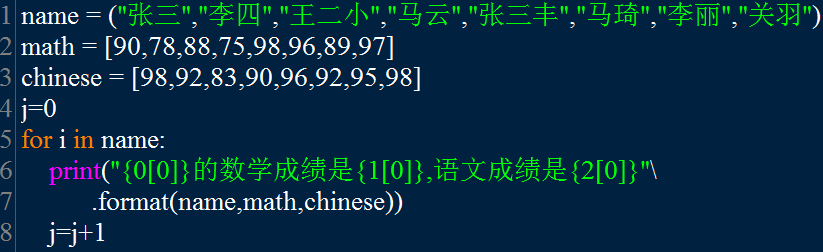 1 name = ("张三","李四","王二小","马云","张三丰","马琦","李丽","关羽")
2 math = [90,78,88,75,98,96,89,97]
3 chinese = [98,92,83,90,96,92,95,98]
4 j=0
5 for i in name:
6     print("{0[0]}的数学成绩是{1[0]},语文成绩是{2[0]}"\
7         .format(name,math,chinese))
8     j=j+1